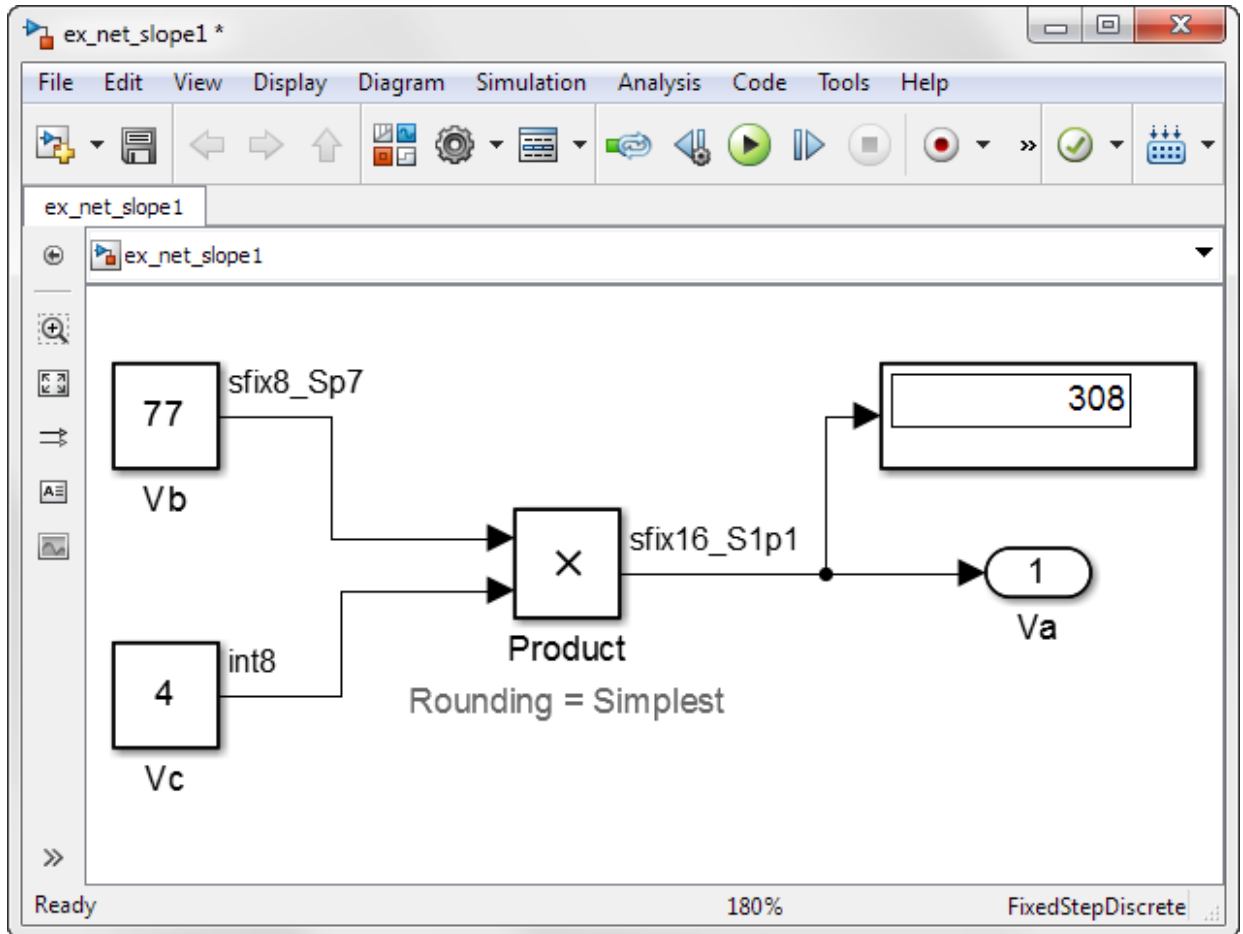 ex_net_slope1 *
File Edit View Display Diagram Simulation Analysis Code Tools Help
»
ex_net_slope1
ex_net_slope1
77
sfix8_Sp7
Vb
308
×
sfix16_S1p1
Product
Rounding = Simplest
1
Va
4
int8
Vc
»
Ready 180% FixedStepDiscrete